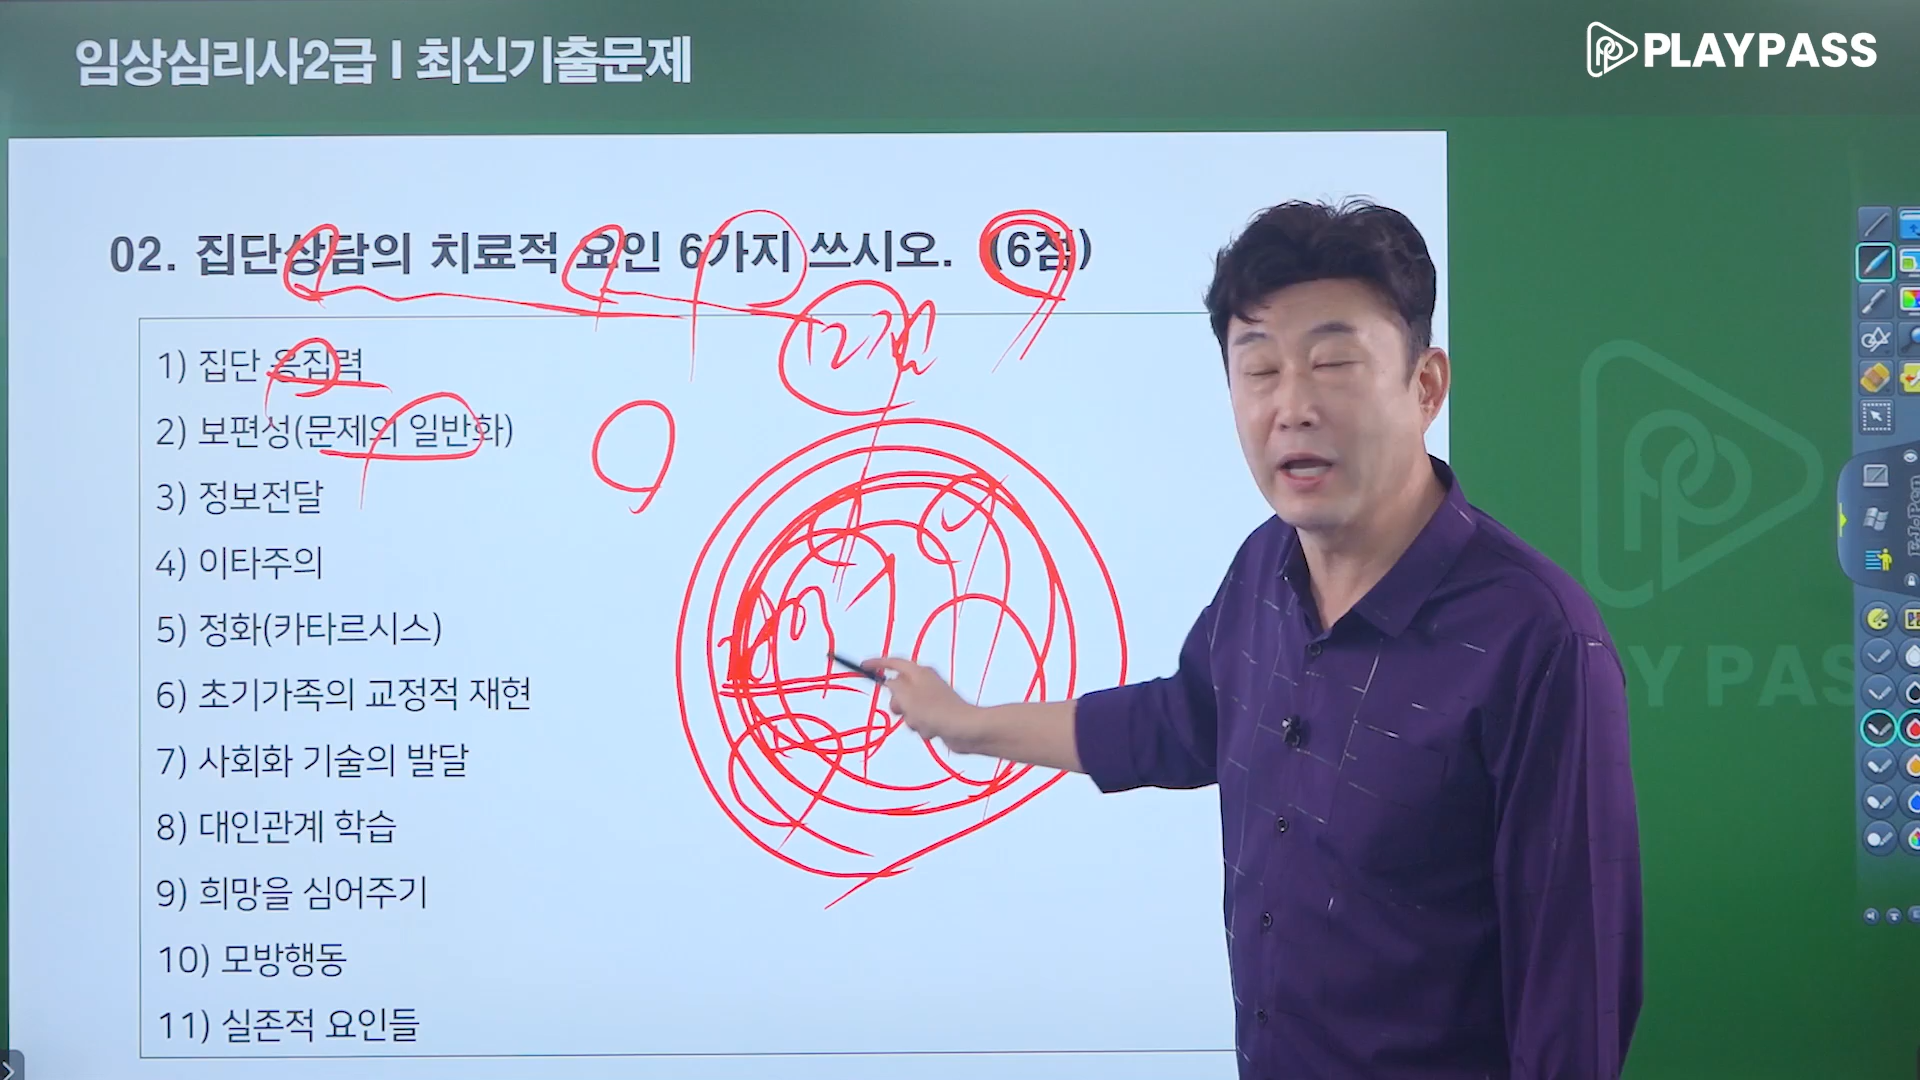 임상심리사2급 I 최신기출문제
PLAYPASS
02. 집단상담의 치료적 요인 6가지 쓰시오. (6점)
12점
1) 집단 응집력
2) 보편성(문제의 일반화)
3) 정보전달
4) 이타주의
5) 정화(카타르시스)
6) 초기가족의 교정적 재현
7) 사회화 기술의 발달
8) 대인관계 학습
9) 희망을 심어주기
10) 모방행동
11) 실존적 요인들
Y PAS